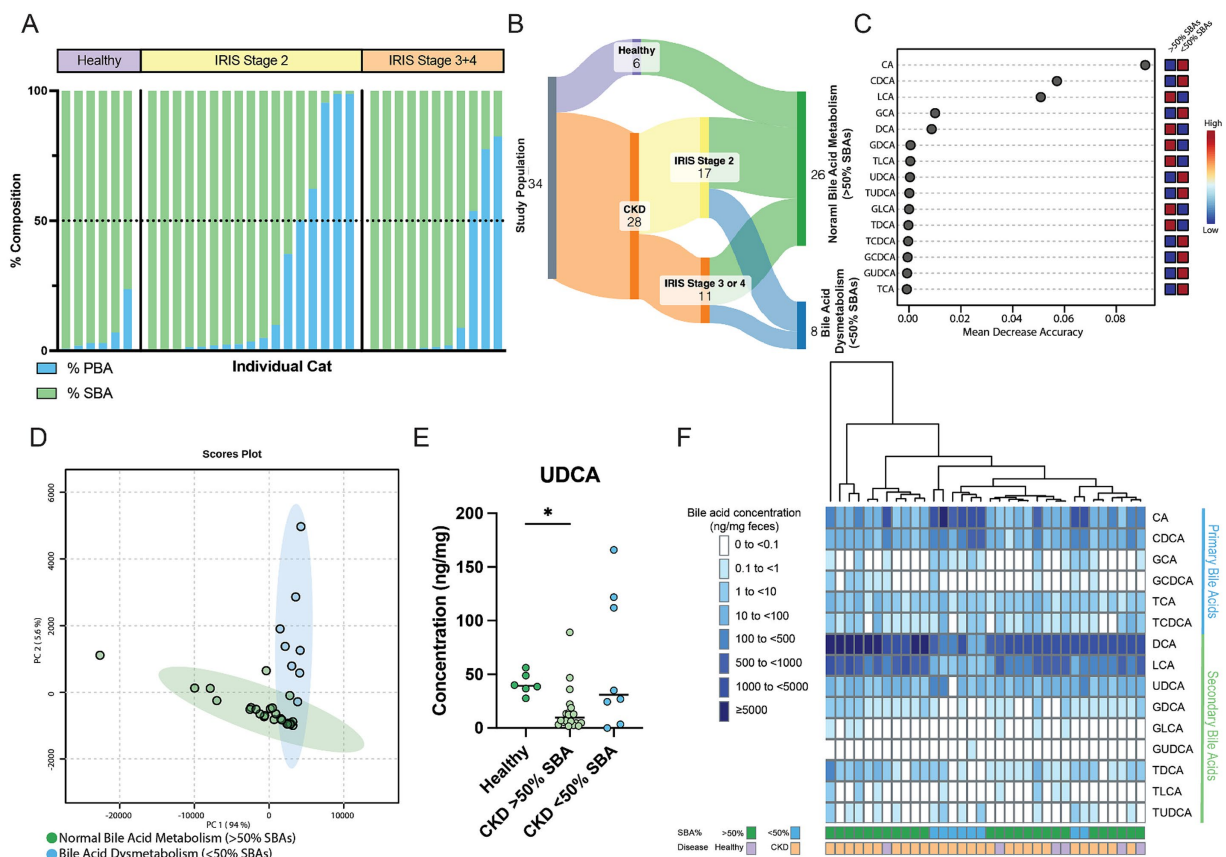 A
Healthy
IRIS Stage 2
IRIS Stage 3+4
100
50
0
% Composition
Individual Cat
% PBA
% SBA
B
Study Population
34
Healthy
6
CKD
28
IRIS Stage 2
17
IRIS Stage 3 or 4
11
26
Noraml Bile Acid Metabolism
(>50% SBAs)
8
Bile Acid
Dysmetabolism
(<50% SBAs)
C
>50% SBAs
<50% SBAs
CA
CDCA
LCA
GCA
DCA
GDCA
TLCA
UDCA
TUDCA
GLCA
TDCA
TCDCA
GCDCA
GUDCA
TCA
0.00
0.02
0.04
0.06
0.08
Mean Decrease Accuracy
High
Low
D
Scores Plot
6000
4000
2000
0
-2000
PC 2 ( 5.6 %)
-20000
-10000
0
10000
PC 1 ( 94 %)
Normal Bile Acid Metabolism (>50% SBAs)
Bile Acid Dysmetabolism (<50% SBAs)
E
UDCA
*
200
150
100
50
0
Concentration (ng/mg)
Healthy
CKD >50% SBA
CKD <50% SBA
F
Bile acid concentration
(ng/mg feces)
0 to <0.1
0.1 to <1
1 to <10
10 to <100
100 to <500
500 to <1000
1000 to <5000
≥5000
CA
CDCA
GCA
GCDCA
TCA
TCDCA
DCA
LCA
UDCA
GDCA
GLCA
GUDCA
TDCA
TLCA
TUDCA
Primary Bile Acids
Secondary Bile Acids
SBA% >50% <50%
Disease Healthy CKD